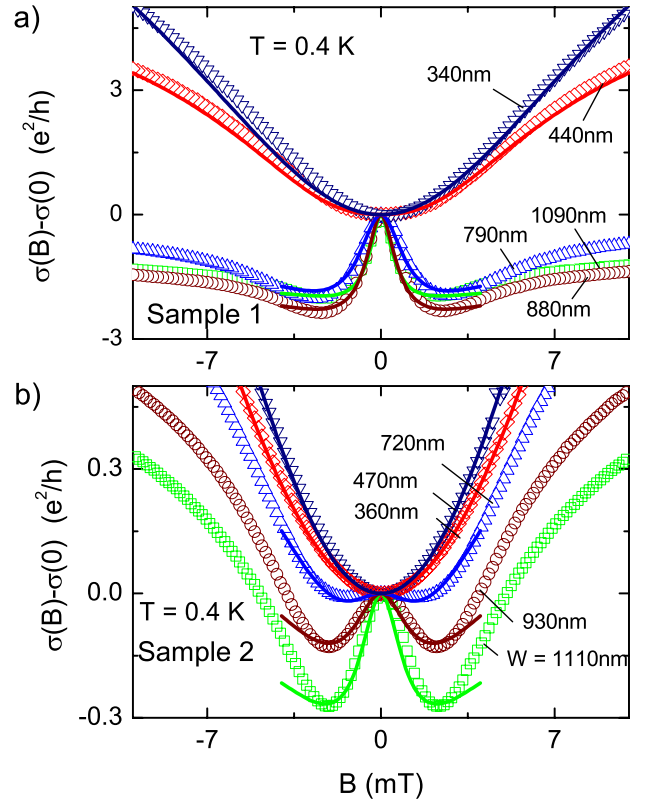 a)
T = 0.4 K
340nm
440nm
1090nm
790nm
880nm
Sample 1
σ(B)-σ(0) (e²/h)
3
0
-3
-7 0 7
b)
720nm
470nm
360nm
T = 0.4 K
930nm
Sample 2
W = 1110nm
σ(B)-σ(0) (e²/h)
0.3
0.0
-0.3
-7 0 7
B (mT)